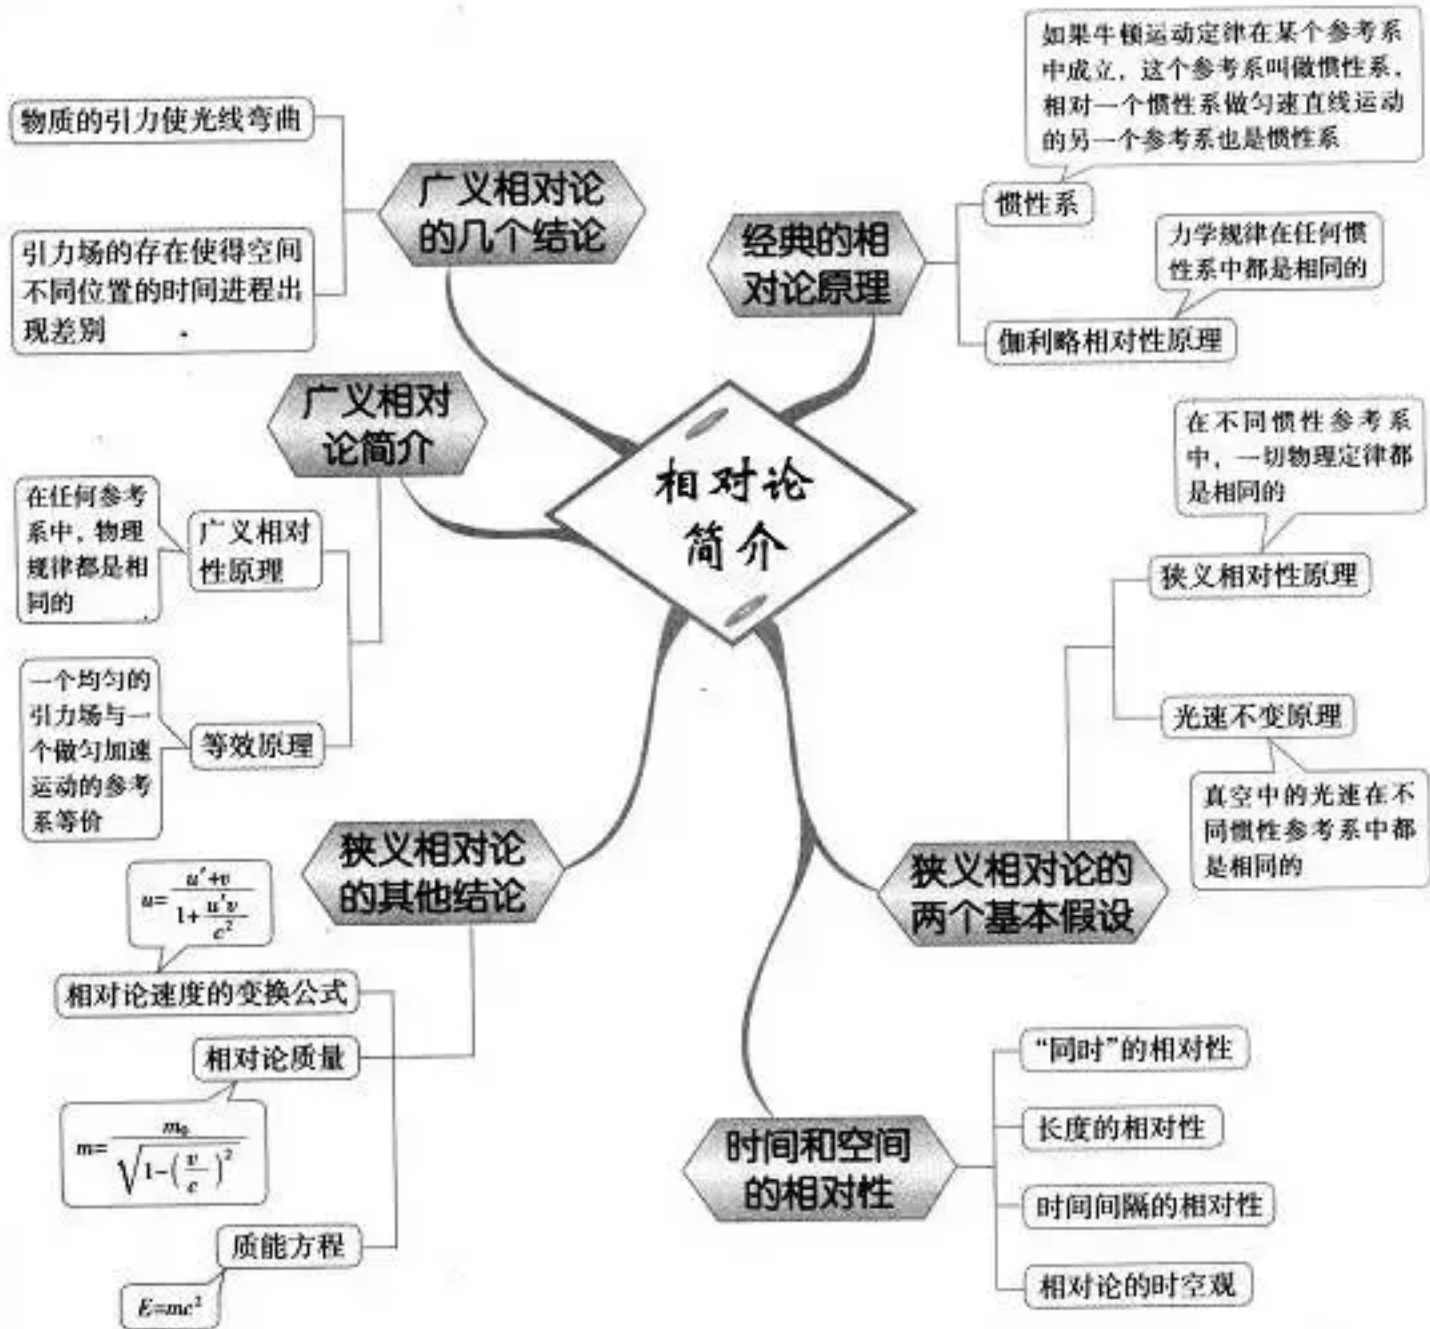 相对论
简介
经典的相
对论原理
惯性系
如果牛顿运动定律在某个参考系
中成立，这个参考系叫做惯性系，
相对一个惯性系做匀速直线运动
的另一个参考系也是惯性系
伽利略相对性原理
力学规律在任何惯
性系中都是相同的
狭义相对论的
两个基本假设
狭义相对性原理
在不同惯性参考系
中，一切物理定律都
是相同的
光速不变原理
真空中的光速在不
同惯性参考系中都
是相同的
时间和空间
的相对性
“同时”的相对性
长度的相对性
时间间隔的相对性
相对论的时空观
狭义相对论
的其他结论
相对论速度的变换公式
u=\frac{u'+v}{1+\frac{u'v}{c^2}}
相对论质量
m=\frac{m_0}{\sqrt{1-(\frac{v}{c})^2}}
质能方程
E=mc²
广义相对
论简介
广义相对
性原理
在任何参考
系中，物理
规律都是相
同的
等效原理
一个均匀的
引力场与一
个做匀加速
运动的参考
系等价
广义相对论
的几个结论
物质的引力使光线弯曲
引力场的存在使得空间
不同位置的时间进程出
现差别